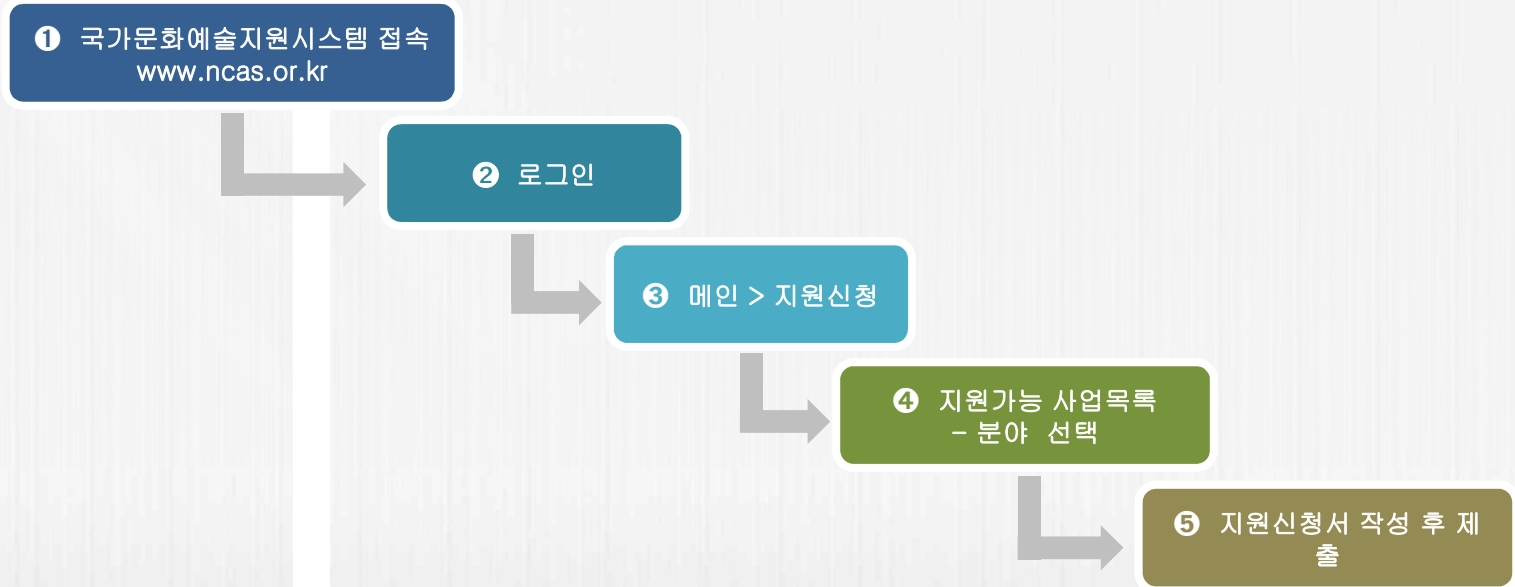 ❶ 국가문화예술지원시스템 접속
www.ncas.or.kr
❷ 로그인
❸ 메인 > 지원신청
❹ 지원가능 사업목록
- 분야 선택
❺ 지원신청서 작성 후 제
출